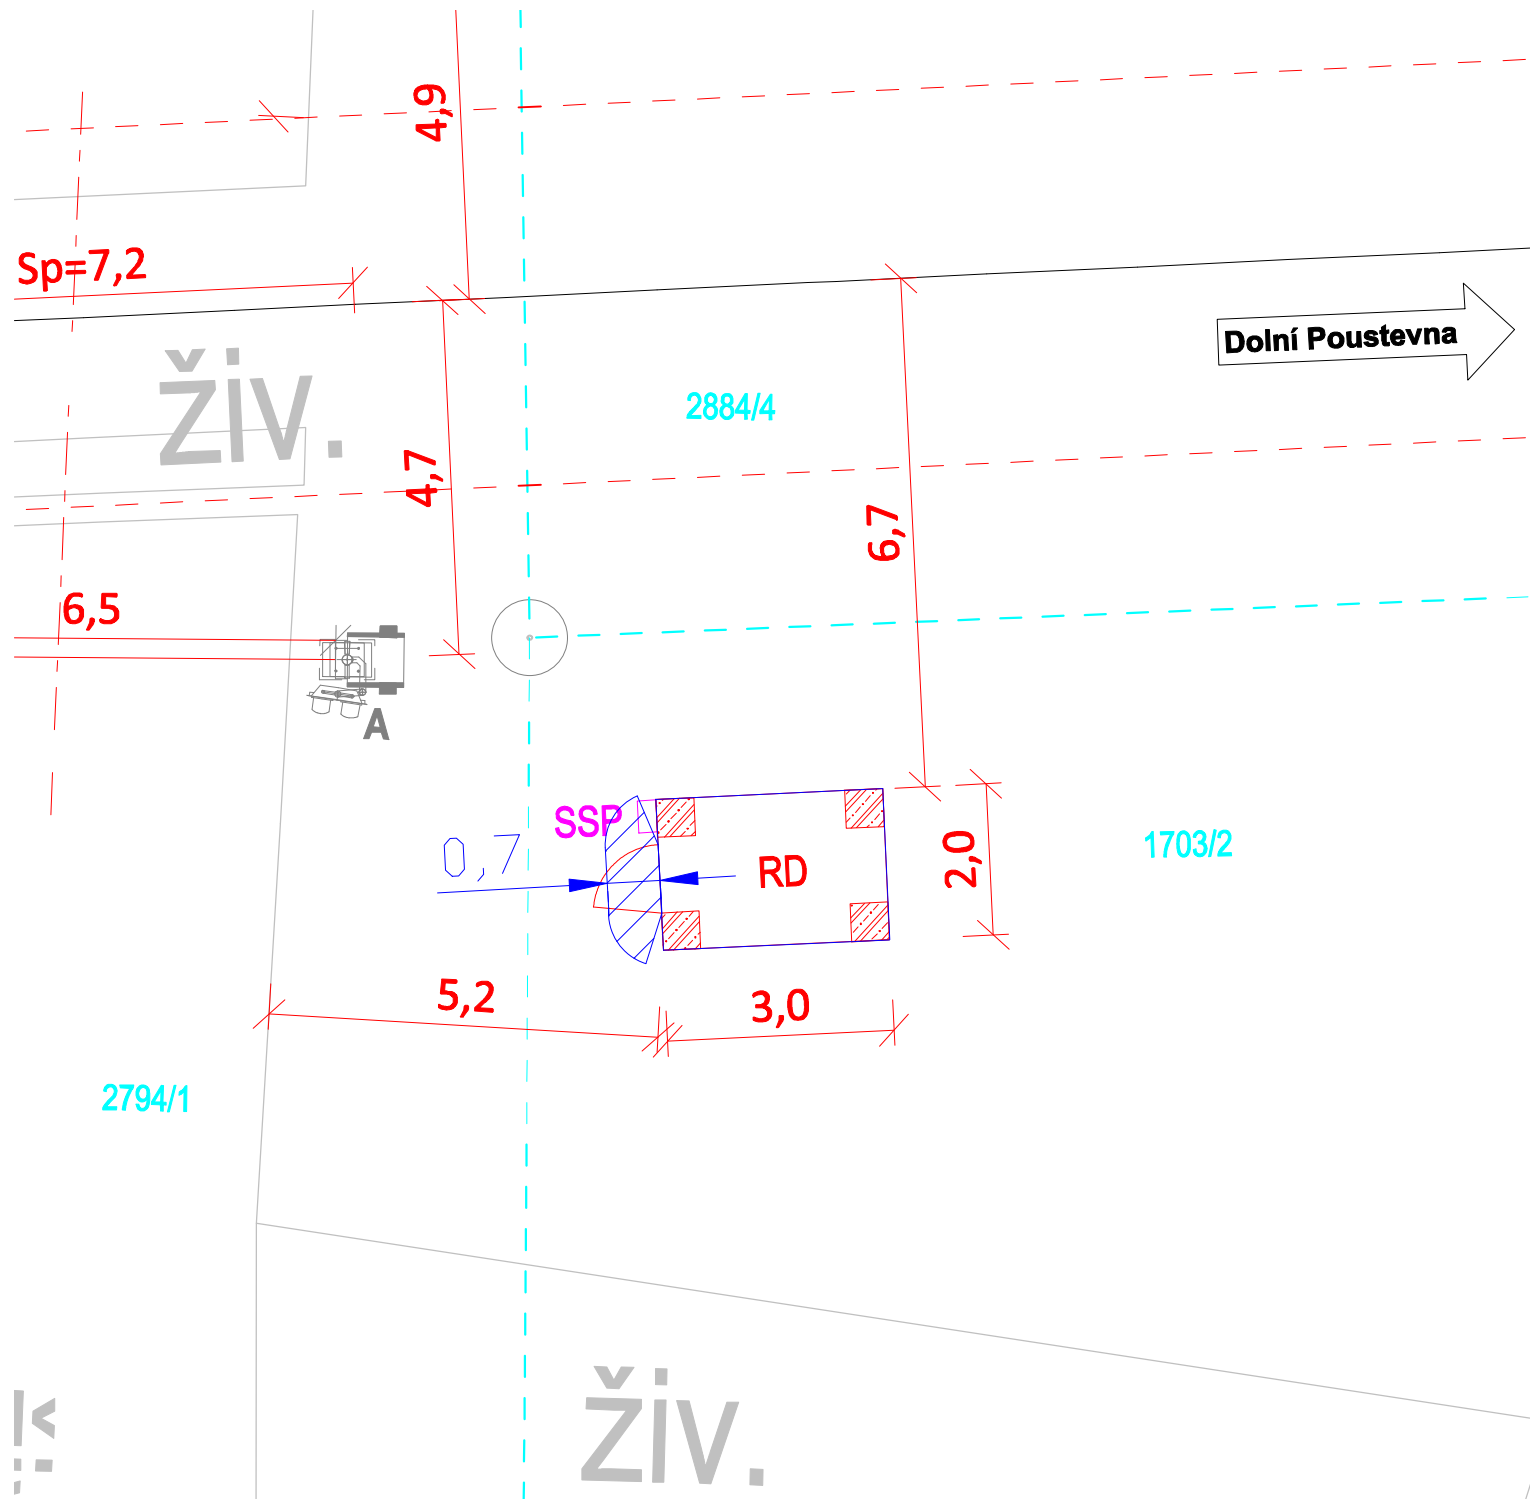 4,9
Sp=7,2
Dolní Poustevna
živ.
2884/4
4,7
6,7
6,5
A
SSP
0,7
RD
2,0
1703/2
5,2
3,0
2794/1
živ.